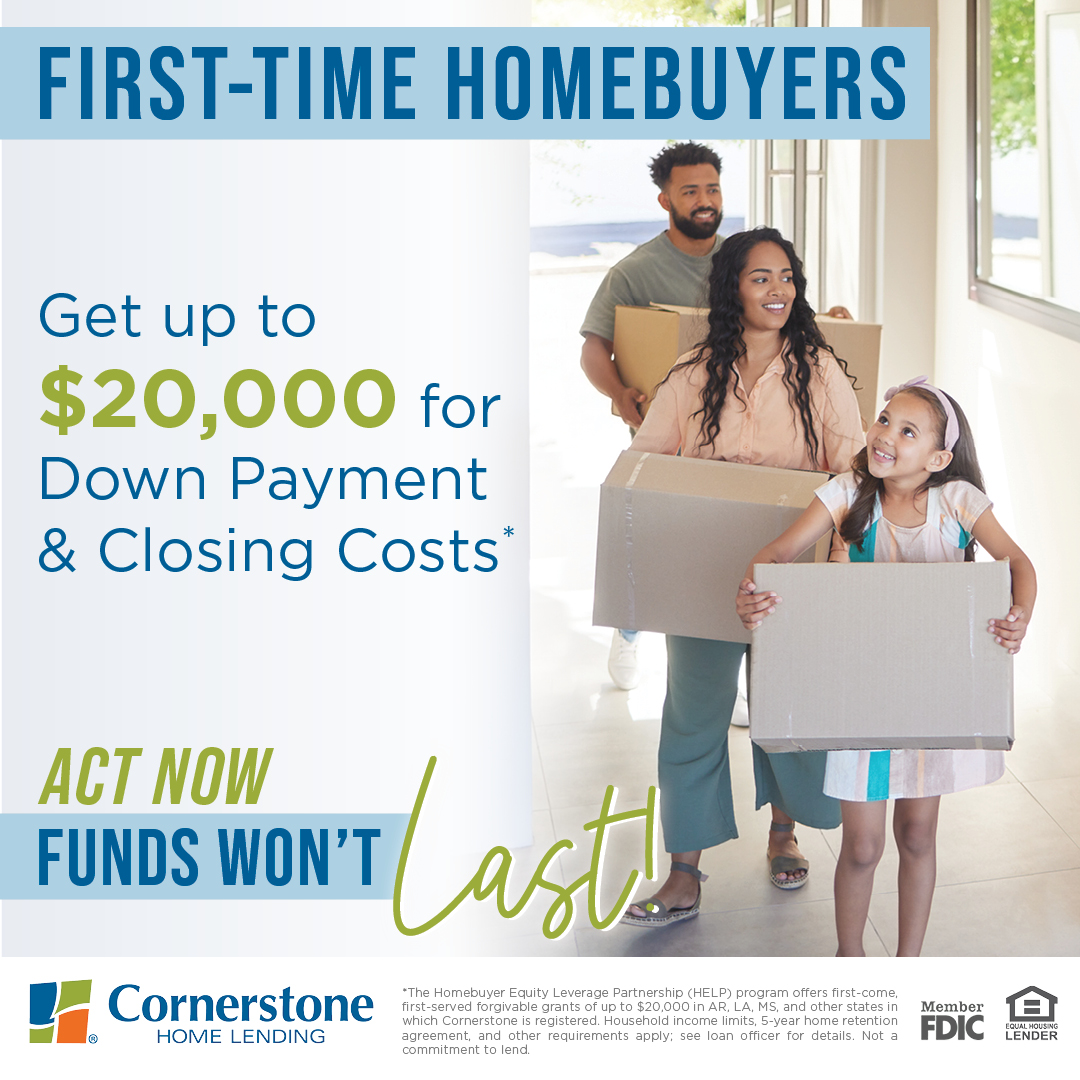 FIRST-TIME HOMEBUYERS
Get up to
$20,000 for
Down Payment
& Closing Costs*
ACT NOW
FUNDS WON'T Last!
Cornerstone
HOME LENDING
®
*The Homebuyer Equity Leverage Partnership (HELP) program offers first-come,
first-served forgivable grants of up to $20,000 in AR, LA, MS, and other states in
which Cornerstone is registered. Household income limits, 5-year home retention
agreement, and other requirements apply; see loan officer for details. Not a
commitment to lend.
Member
FDIC
EQUAL HOUSING
LENDER